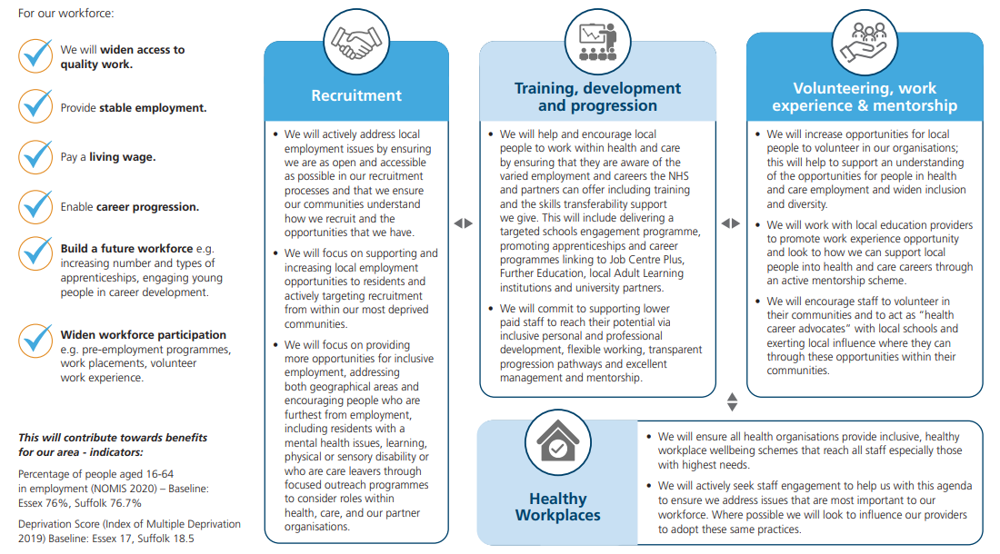 For our workforce:
We will widen access to
quality work.
Provide stable employment.
Pay a living wage.
Enable career progression.
Build a future workforce e.g.
increasing number and types of
apprenticeships, engaging young
people in career development.
Widen workforce participation
e.g. pre-employment programmes,
work placements, volunteer
work experience.
This will contribute towards benefits
for our area - indicators:
Percentage of people aged 16-64
in employment (NOMIS 2020) – Baseline:
Essex 76%, Suffolk 76.7%
Deprivation Score (Index of Multiple Deprivation
2019) Baseline: Essex 17, Suffolk 18.5
Recruitment
• We will actively address local
employment issues by ensuring
we are as open and accessible
as possible in our recruitment
processes and that we ensure
our communities understand
how we recruit and the
opportunities that we have.
• We will focus on supporting and
increasing local employment
opportunities to residents and
actively targeting recruitment
from within our most deprived
communities.
• We will focus on providing
more opportunities for inclusive
employment, addressing
both geographical areas and
encouraging people who are
furthest from employment,
including residents with a
mental health issues, learning,
physical or sensory disability or
who are care leavers through
focused outreach programmes
to consider roles within
health, care, and our partner
organisations.
Training, development
and progression
• We will help and encourage local
people to work within health and care
by ensuring that they are aware of the
varied employment and careers the NHS
and partners can offer including training
and the skills transferability support
we give. This will include delivering a
targeted schools engagement programme,
promoting apprenticeships and career
programmes linking to Job Centre Plus,
Further Education, local Adult Learning
institutions and university partners.
• We will commit to supporting lower
paid staff to reach their potential via
inclusive personal and professional
development, flexible working, transparent
progression pathways and excellent
management and mentorship.
Volunteering, work
experience & mentorship
• We will increase opportunities for local
people to volunteer in our organisations;
this will help to support an understanding
of the opportunities for people in health
and care employment and widen inclusion
and diversity.
• We will work with local education providers
to promote work experience opportunity
and look to how we can support local
people into health and care careers through
an active mentorship scheme.
• We will encourage staff to volunteer in
their communities and to act as “health
career advocates” with local schools and
exerting local influence where they can
through these opportunities within their
communities.
Healthy
Workplaces
• We will ensure all health organisations provide inclusive, healthy
workplace wellbeing schemes that reach all staff especially those
with highest needs.
• We will actively seek staff engagement to help us with this agenda
to ensure we address issues that are most important to our
workforce. Where possible we will look to influence our providers
to adopt these same practices.